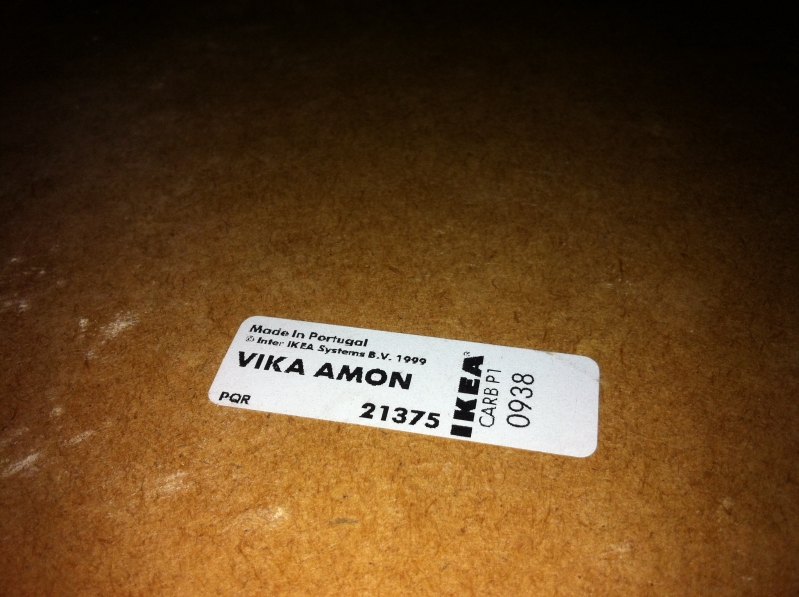 Made In Portugal
© Inter IKEA Systems B.V. 1999
VIKA AMON
PQR
21375
IKEA®
CARB P1
0938